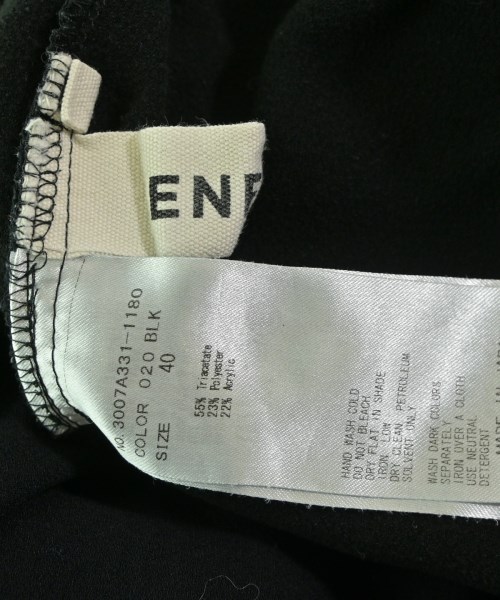 ENF
NO. 3007A331-1180
COLOR 020 BLK
SIZE 40
55% Triacetate
23% Polyester
22% Acrylic
HAND WASH COLD
DO NOT BLEACH
DRY FLAT IN SHADE
IRON LOW
DRY CLEAN, PETROLEUM
SOLVENT ONLY
WASH DARK COLORS
SEPARATELY
IRON OVER A CLOTH
USE NEUTRAL
DETERGENT